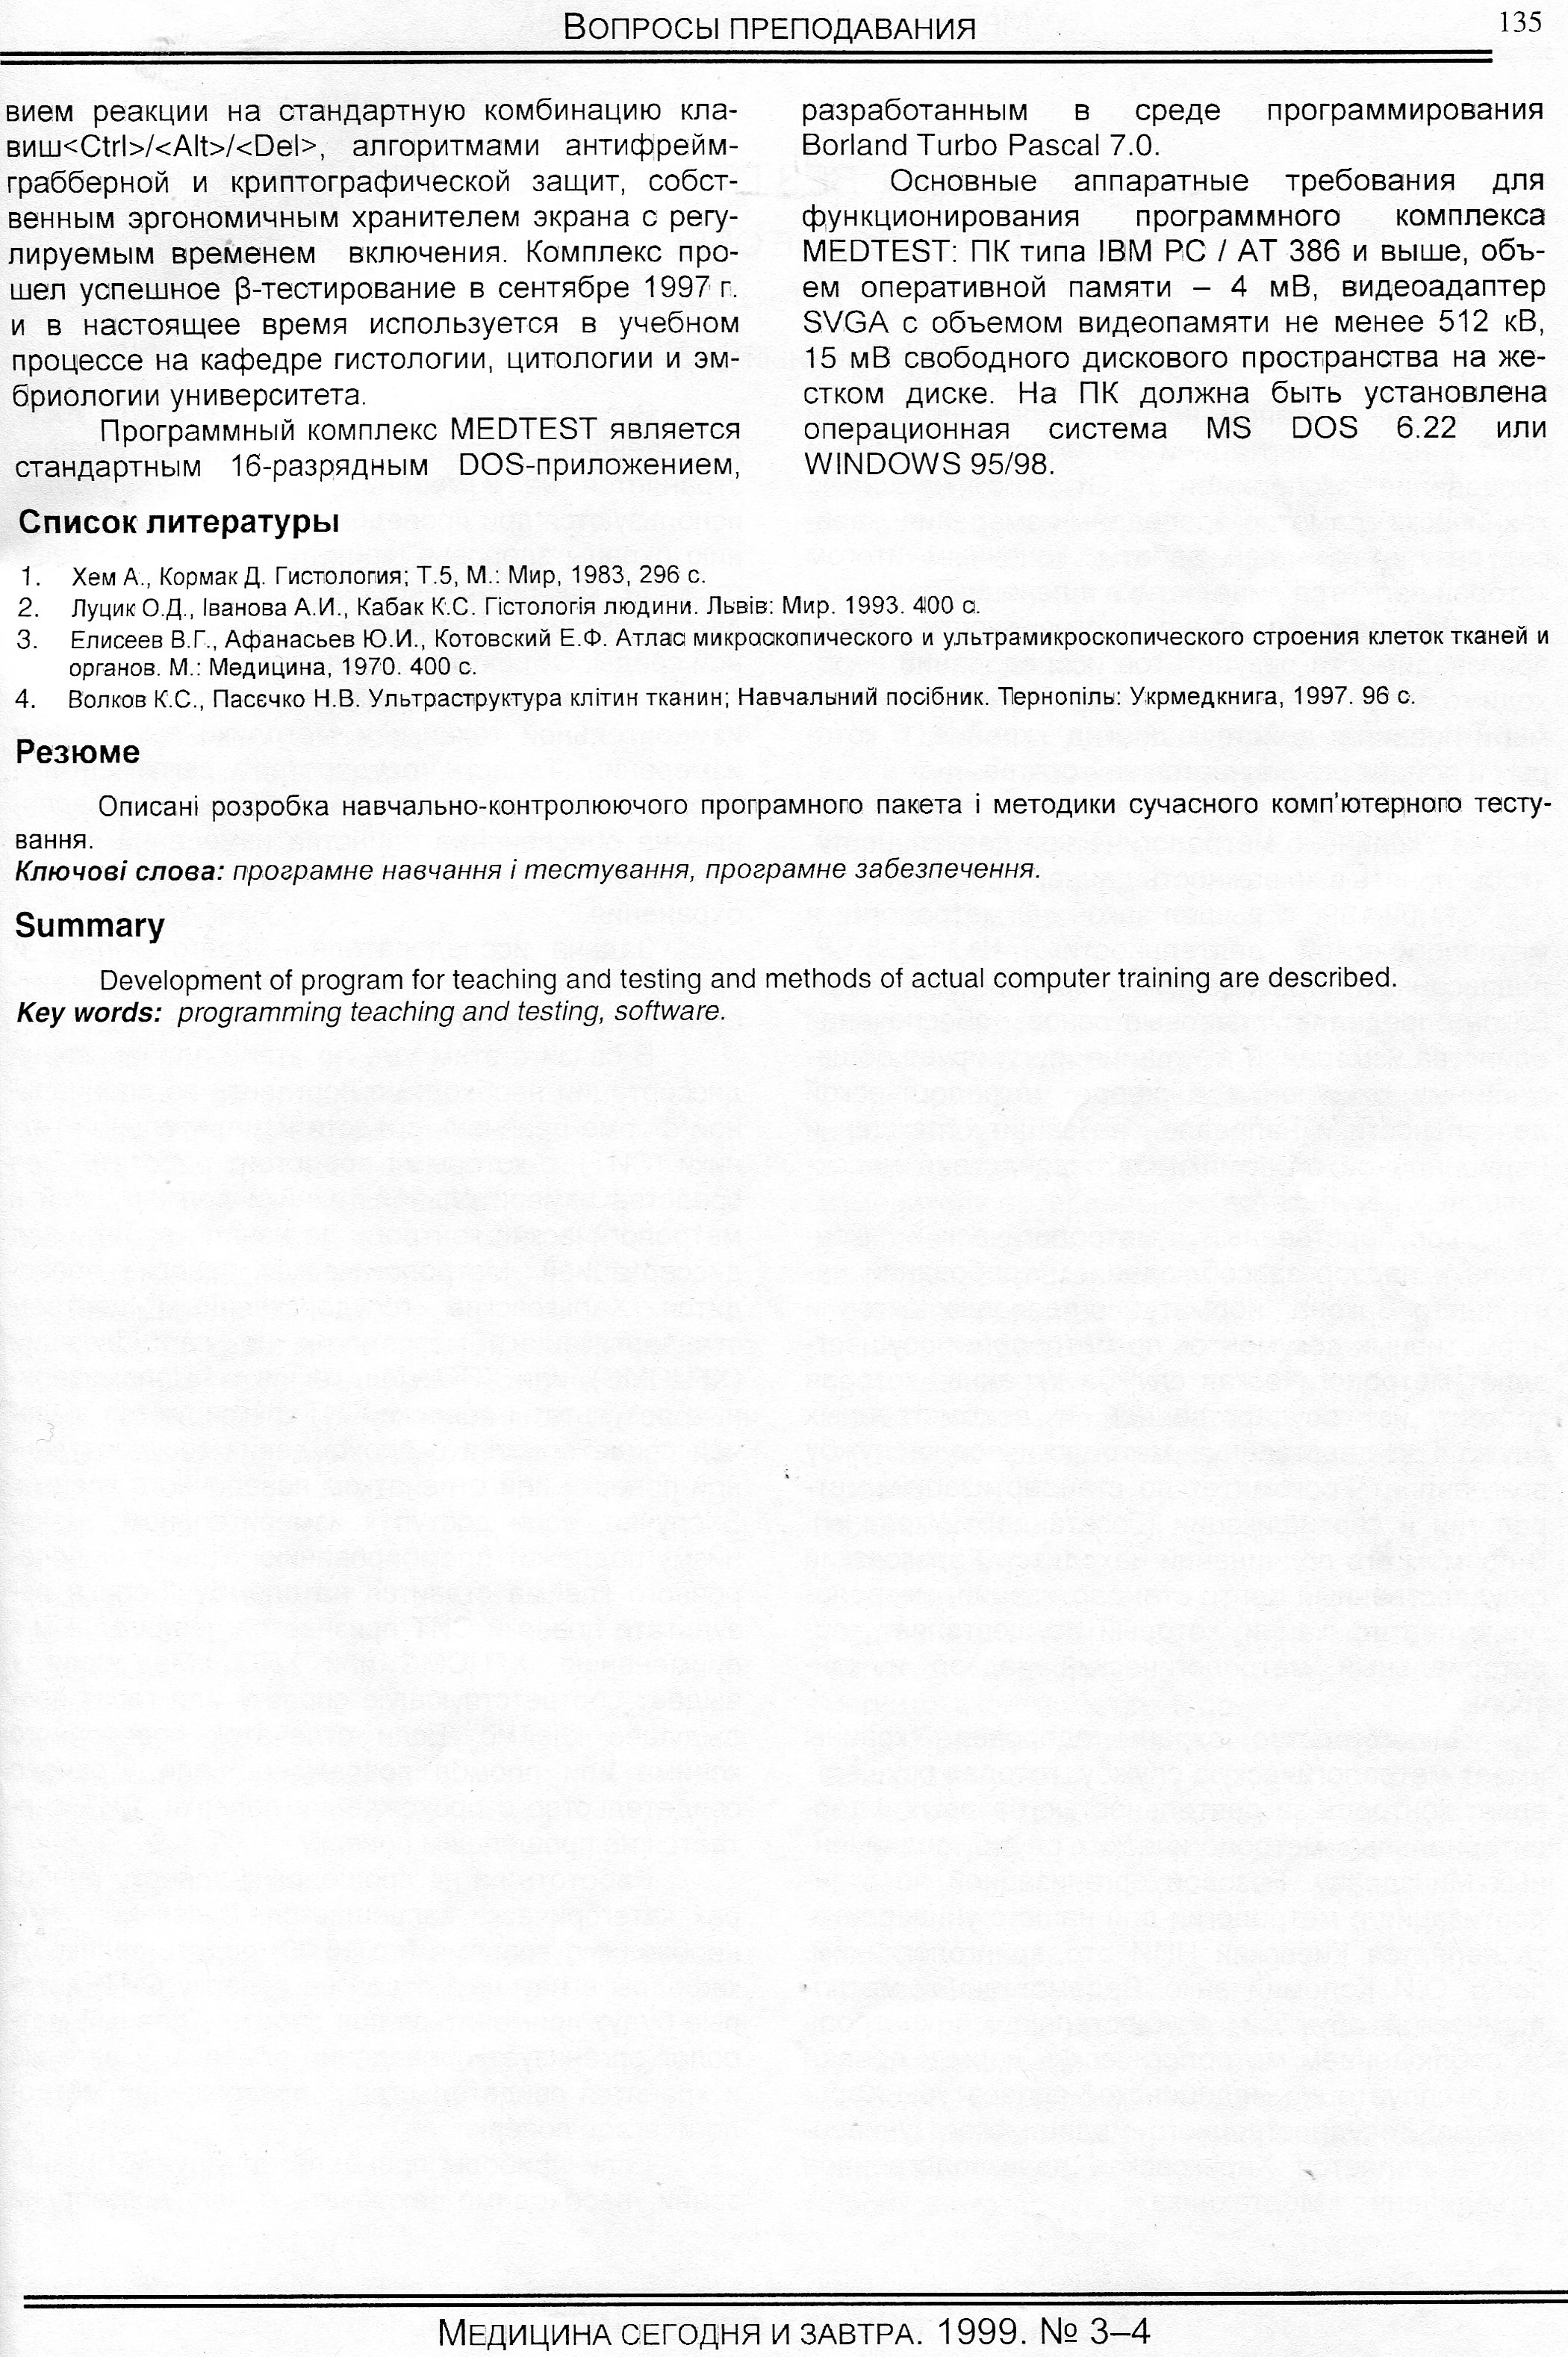 ВОПРОСЫ ПРЕПОДАВАНИЯ
135
вием реакции на стандартную комбинацию кла-
виш<Ctrl>/<Alt>/<Del>, алгоритмами антифрейм-
грабберной и криптографической защит, собст-
венным эргономичным хранителем экрана с регу-
лируемым временем включения. Комплекс про-
шел успешное β-тестирование в сентябре 1997 г.
и в настоящее время используется в учебном
процессе на кафедре гистологии, цитологии и эм-
бриологии университета.
Программный комплекс MEDTEST является
стандартным 16-разрядным DOS-приложением,
разработанным в среде программирования
Borland Turbo Pascal 7.0.
Основные аппаратные требования для
функционирования программного комплекса
MEDTEST: ПК типа IBM PC / AT 386 и выше, объ-
ем оперативной памяти – 4 мВ, видеоадаптер
SVGA с объемом видеопамяти не менее 512 кВ,
15 мВ свободного дискового пространства на же-
стком диске. На ПК должна быть установлена
операционная система MS DOS 6.22 или
WINDOWS 95/98.
Список литературы
1. Хем А., Кормак Д. Гистология; Т.5, М.: Мир, 1983, 296 с.
2. Луцик О.Д., Іванова А.И., Кабак К.С. Гістологія людини. Львів: Мир. 1993. 400 с.
3. Елисеев В.Г., Афанасьев Ю.И., Котовский Е.Ф. Атлас микроскопического и ультрамикроскопического строения клеток тканей и
органов. М.: Медицина, 1970. 400 с.
4. Волков К.С., Пасєчко Н.В. Ультраструктура клітин тканин; Навчальний посібник. Тернопіль: Укрмедкнига, 1997. 96 с.
Резюме
Описані розробка навчально-контролюючого програмного пакета і методики сучасного комп'ютерного тесту-
вання.
Ключові слова: програмне навчання і тестування, програмне забезпечення.
Summary
Development of program for teaching and testing and methods of actual computer training are described.
Key words: programming teaching and testing, software.
МЕДИЦИНА СЕГОДНЯ И ЗАВТРА. 1999. № 3–4